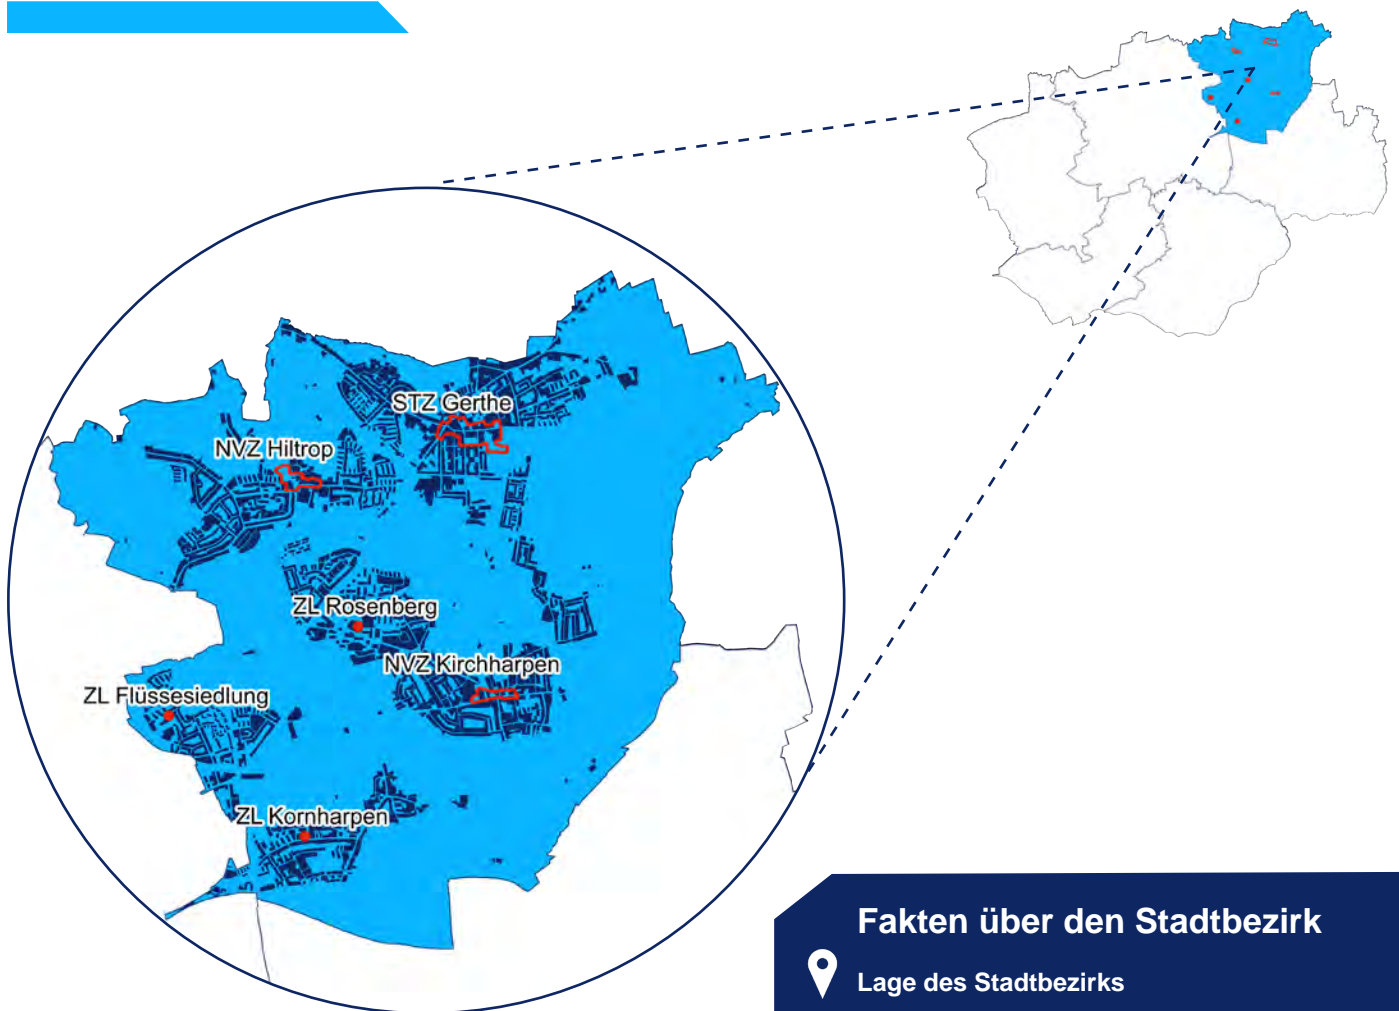 STZ Gerthe
NVZ Hiltrop
ZL Rosenberg
NVZ Kirchharpen
ZL Flüssesiedlung
ZL Kornharpen
Fakten über den Stadtbezirk
Lage des Stadtbezirks